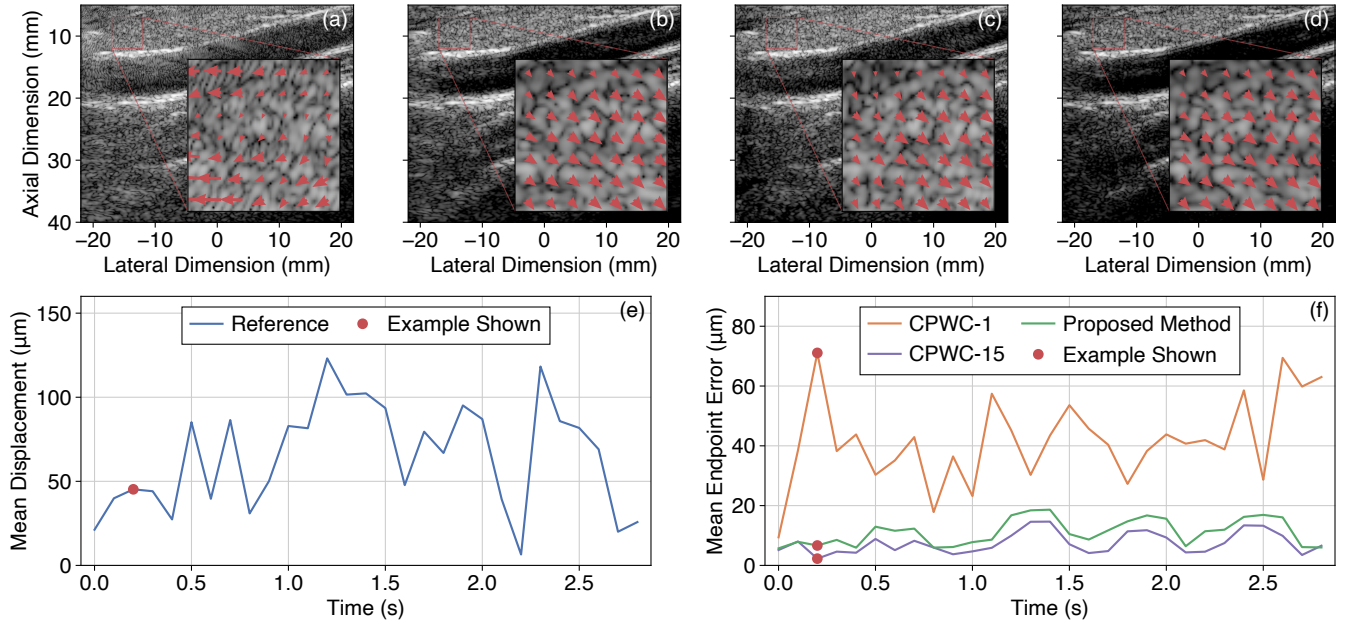 (a)
(b)
(c)
(d)
Axial Dimension (mm)
10
20
30
40
−20 −10 0 10 20
−20 −10 0 10 20
−20 −10 0 10 20
−20 −10 0 10 20
Lateral Dimension (mm)
Lateral Dimension (mm)
Lateral Dimension (mm)
Lateral Dimension (mm)
(e)
Reference
Example Shown
Mean Displacement (μm)
150
100
50
0
0.0 0.5 1.0 1.5 2.0 2.5
Time (s)
(f)
CPWC-1
Proposed Method
CPWC-15
Example Shown
Mean Endpoint Error (μm)
80
60
40
20
0
0.0 0.5 1.0 1.5 2.0 2.5
Time (s)